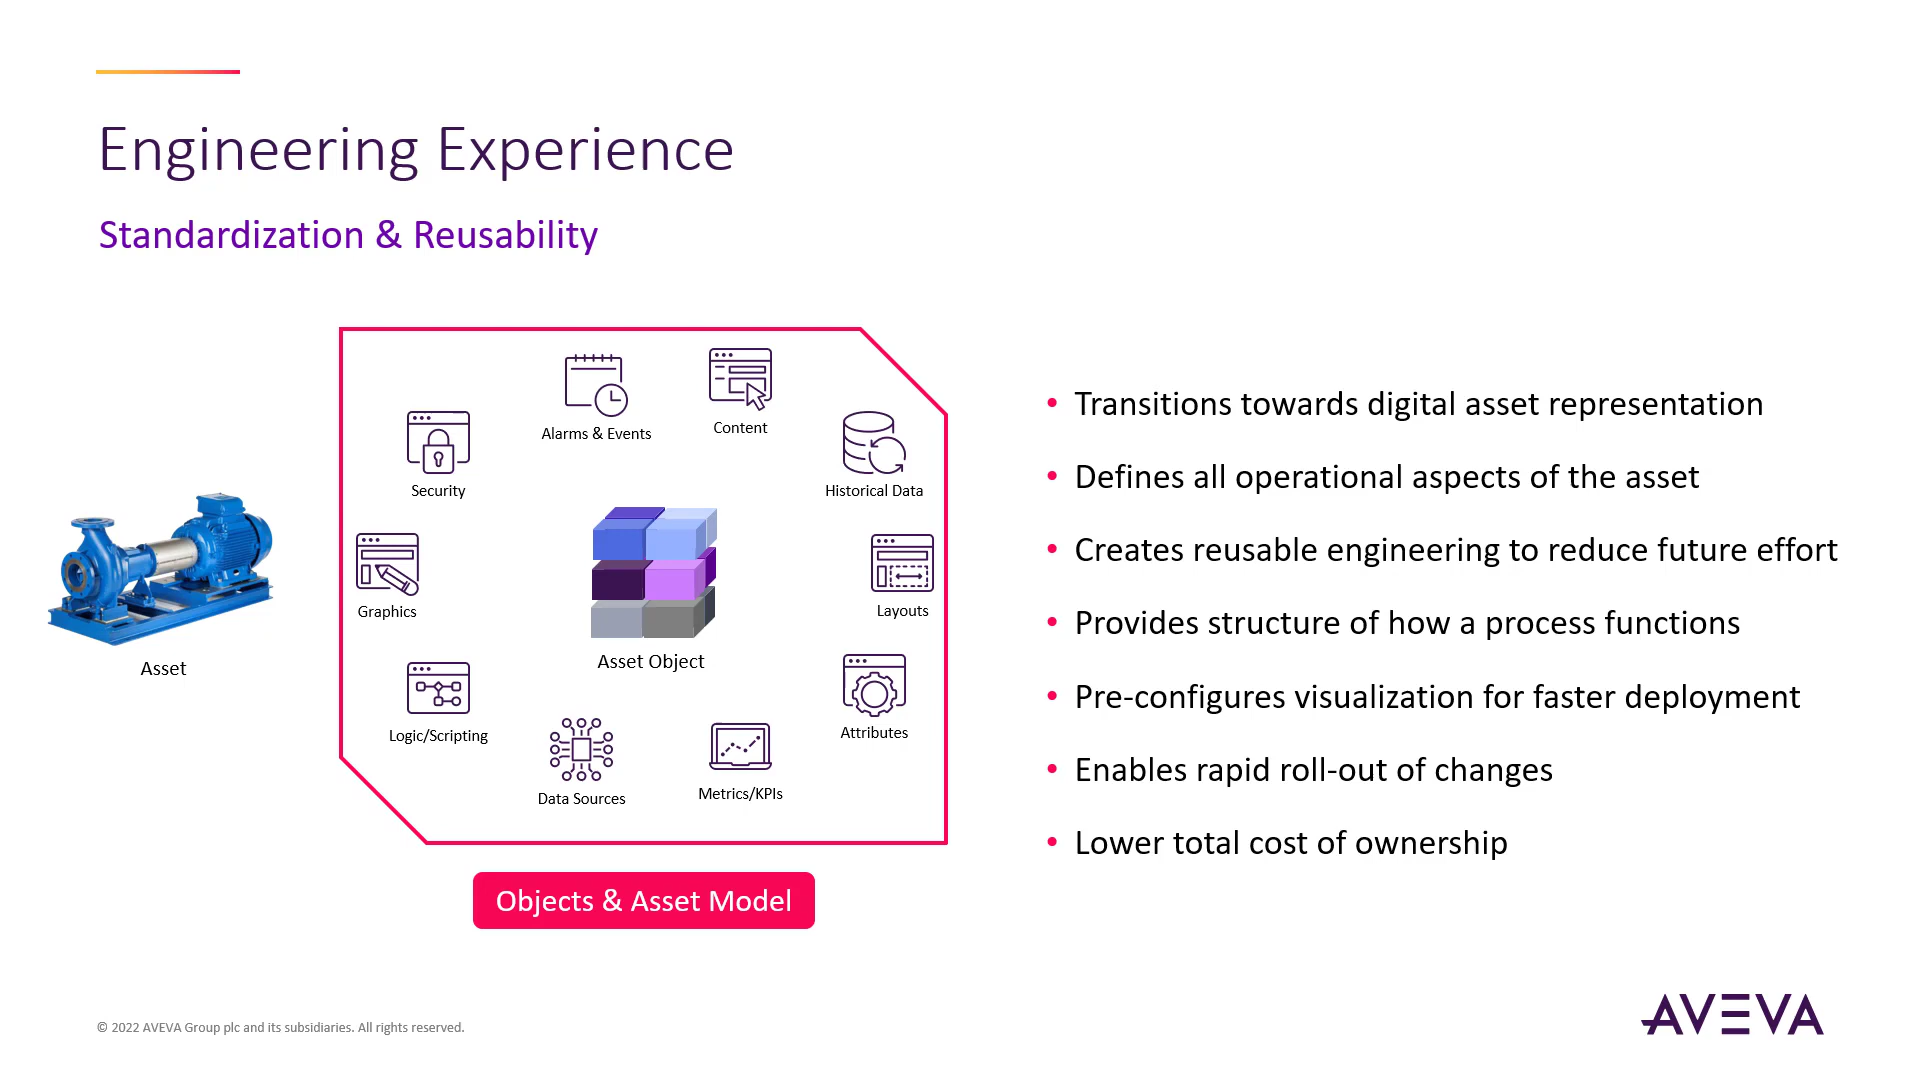 Engineering Experience
Standardization & Reusability
Alarms & Events
Content
Security
Historical Data
Graphics
Layouts
Asset
Asset Object
Logic/Scripting
Attributes
Data Sources
Metrics/KPIs
Objects & Asset Model
• Transitions towards digital asset representation
• Defines all operational aspects of the asset
• Creates reusable engineering to reduce future effort
• Provides structure of how a process functions
• Pre-configures visualization for faster deployment
• Enables rapid roll-out of changes
• Lower total cost of ownership
© 2022 AVEVA Group plc and its subsidiaries. All rights reserved.
AVEVA